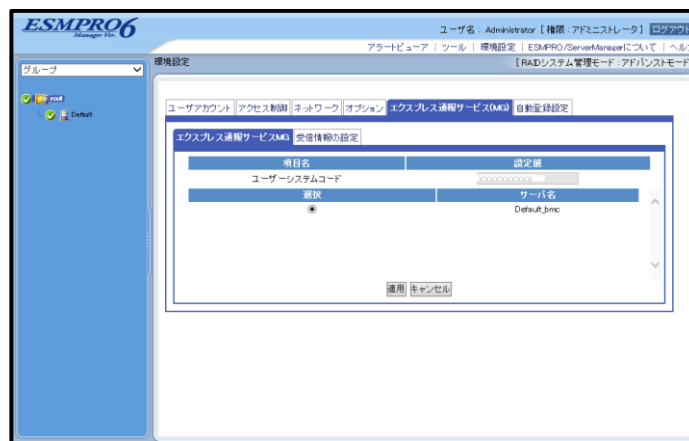 ESMPRO6
Manager Ver.
ユーザ名 : Administrator [ 権限 : アドミニストレータ ] ログアウト
アラートビューア | ツール | 環境設定 | ESMPRO/ServerManagerについて | ヘル
グループ
環境設定
[ RAIDシステム管理モード : アドバンストモード
root
Default
ユーザアカウント アクセス制御 ネットワーク オプション エクスプレス通報サービス(MG) 自動登録設定
エクスプレス通報サービスMG 受信情報の設定
項目名 設定値
ユーザーシステムコード XXXXXXXXXX
選択 サーバ名
Default_bmc
適用 キャンセル